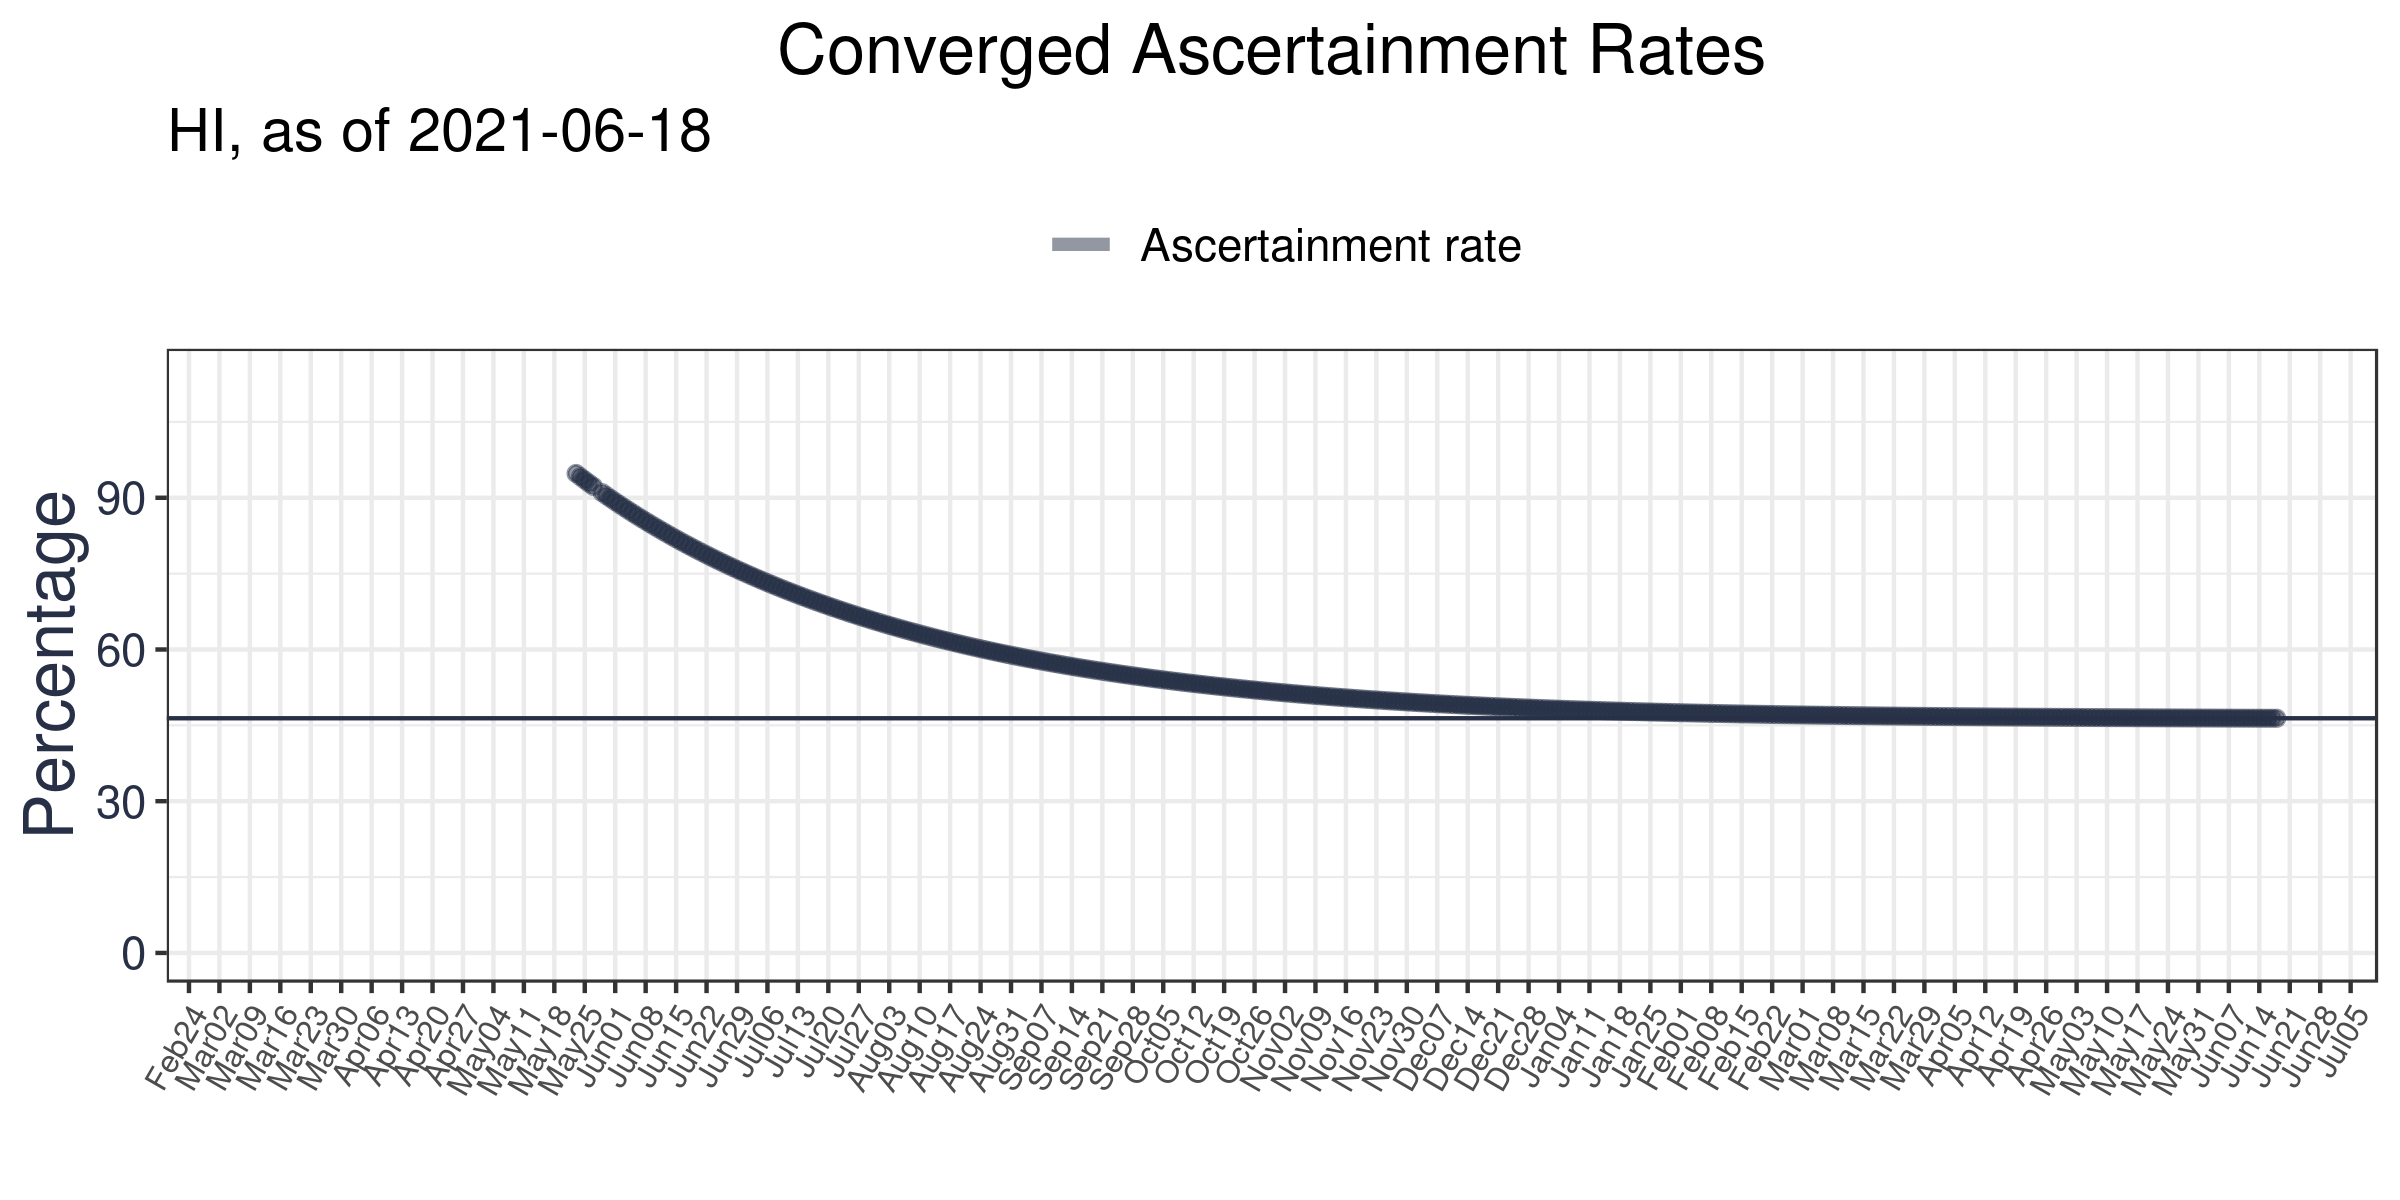 Converged Ascertainment Rates
HI, as of 2021-06-18
Ascertainment rate
Percentage
90
60
30
0
Feb24 Mar02 Mar09 Mar16 Mar23 Mar30 Apr06 Apr13 Apr20 Apr27 May04 May11 May18 May25 Jun01 Jun08 Jun15 Jun22 Jun29 Jul06 Jul13 Jul20 Jul27 Aug03 Aug10 Aug17 Aug24 Aug31 Sep07 Sep14 Sep21 Sep28 Oct05 Oct12 Oct19 Oct26 Nov02 Nov09 Nov16 Nov23 Nov30 Dec07 Dec14 Dec21 Dec28 Jan04 Jan11 Jan18 Jan25 Feb01 Feb08 Feb15 Feb22 Mar01 Mar08 Mar15 Mar22 Mar29 Apr05 Apr12 Apr19 Apr26 May03 May10 May17 May24 May31 Jun07 Jun14 Jun21 Jun28 Jul05